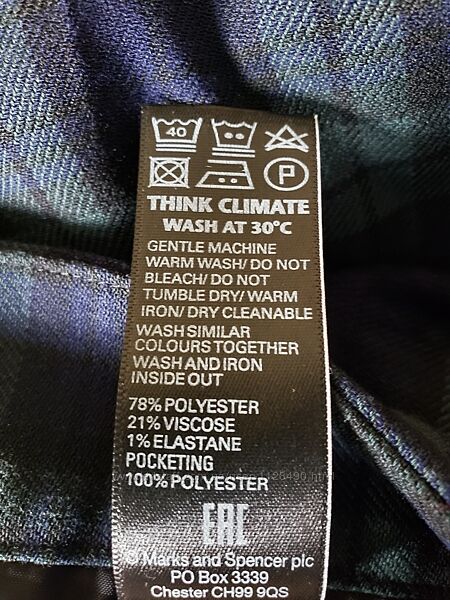 40
P
THINK CLIMATE
WASH AT 30°C
GENTLE MACHINE
WARM WASH/ DO NOT
BLEACH/ DO NOT
TUMBLE DRY/ WARM
IRON/ DRY CLEANABLE
WASH SIMILAR
COLOURS TOGETHER
WASH AND IRON
INSIDE OUT
78% POLYESTER
21% VISCOSE
1% ELASTANE
POCKETING
100% POLYESTER
EAC
© Marks and Spencer plc
PO Box 3339
Chester CH99 9QS